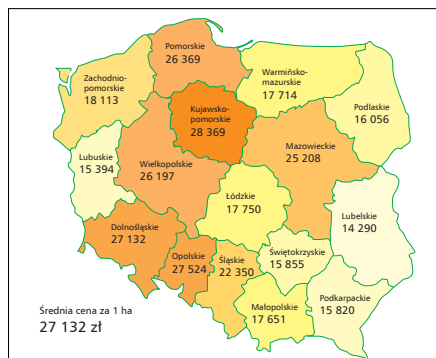 Pomorskie
26 369
Warmińsko-
mazurskie
17 714
Zachodnio-
pomorskie
18 113
Podlaskie
16 056
Kujawsko-
pomorskie
28 369
Mazowieckie
25 208
Lubuskie
15 394
Wielkopolskie
26 197
Łódzkie
17 750
Lubelskie
14 290
Dolnośląskie
27 132
Opolskie
27 524
Śląskie
22 350
Świętokrzyskie
15 855
Małopolskie
17 651
Podkarpackie
15 820
Średnia cena za 1 ha
27 132 zł